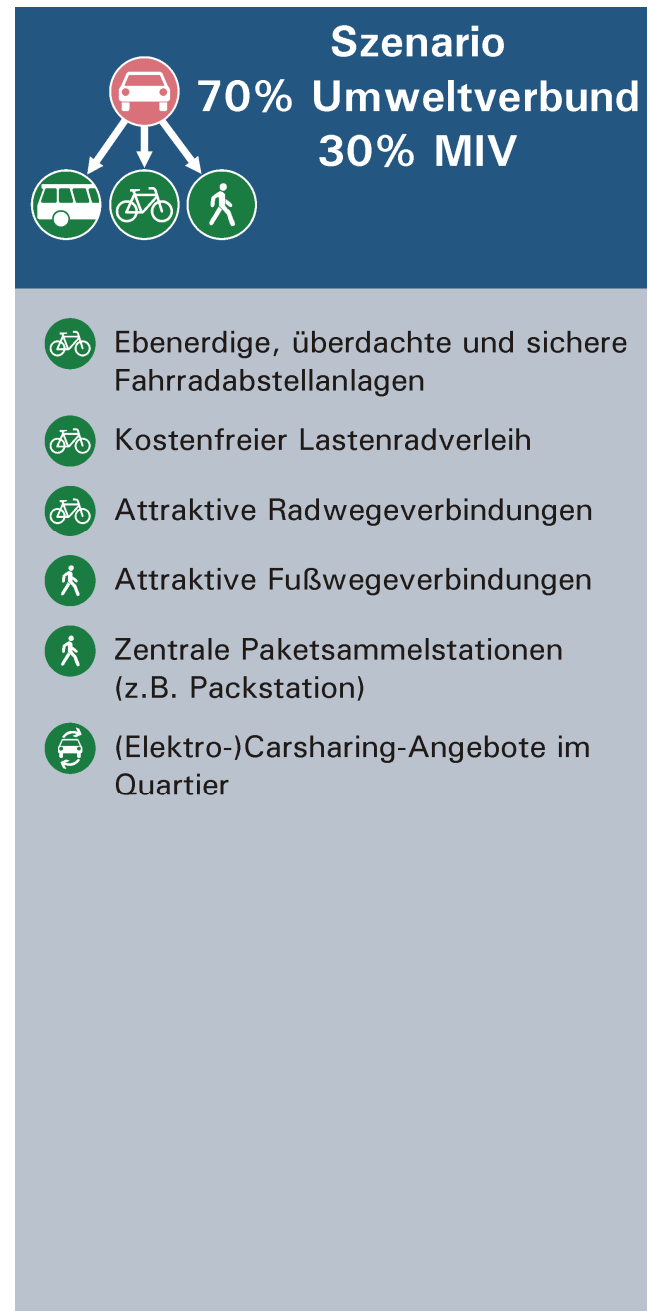 Szenario
70% Umweltverbund
30% MIV
Ebenerdige, überdachte und sichere
Fahrradabstellanlagen
Kostenfreier Lastenradverleih
Attraktive Radwegeverbindungen
Attraktive Fußwegeverbindungen
Zentrale Paketsammelstationen
(z.B. Packstation)
(Elektro-)Carsharing-Angebote im
Quartier